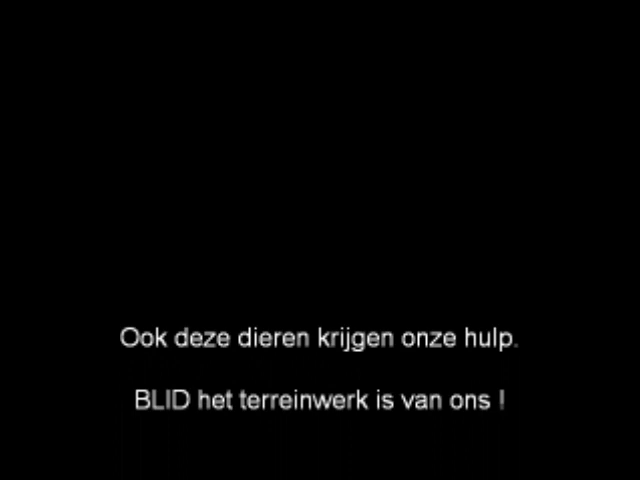 Ook deze dieren krijgen onze hulp.
BLID het terreinwerk is van ons !